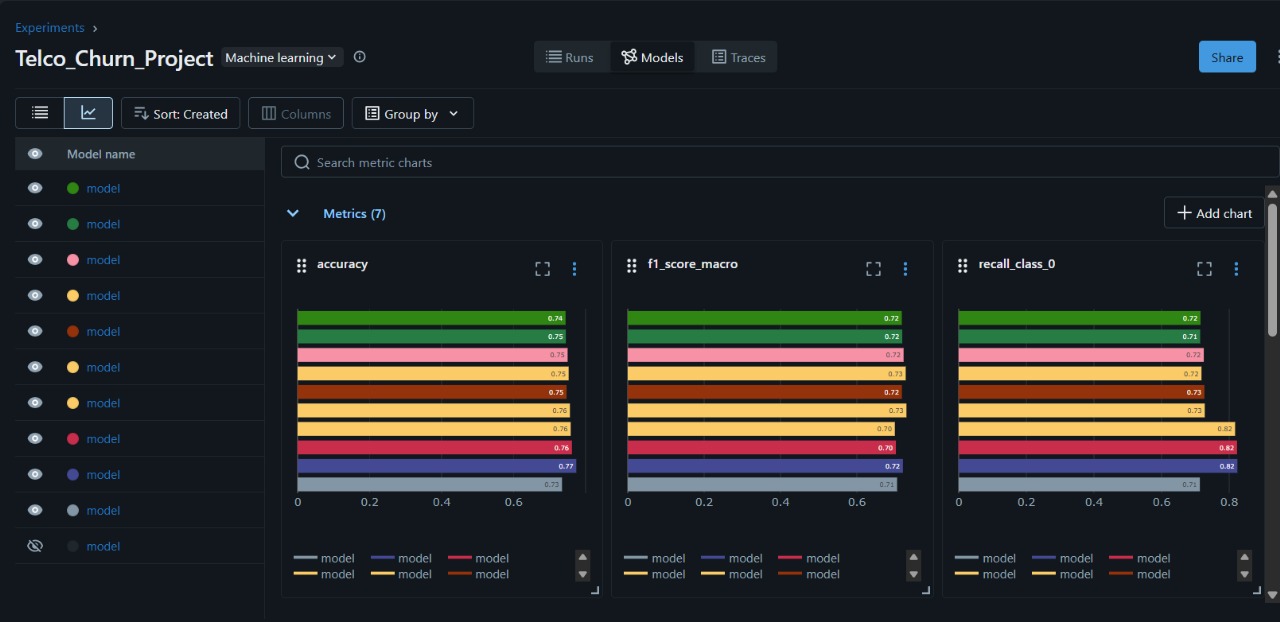 Experiments
Telco_Churn_Project Machine learning
Runs Models Traces
Share
Sort: Created Columns Group by
Model name
model
model
model
model
model
model
model
model
model
model
model
Search metric charts
Metrics (7)
Add chart
accuracy
0.74
0.75
0.75
0.75
0.75
0.76
0.76
0.76
0.77
0.73
0 0.2 0.4 0.6
model model model
model model model
f1_score_macro
0.72
0.72
0.72
0.73
0.72
0.73
0.70
0.70
0.72
0.71
0 0.2 0.4 0.6
model model model
model model model
recall_class_0
0.72
0.71
0.72
0.72
0.73
0.73
0.82
0.82
0.82
0.71
0 0.2 0.4 0.6 0.8
model model model
model model model